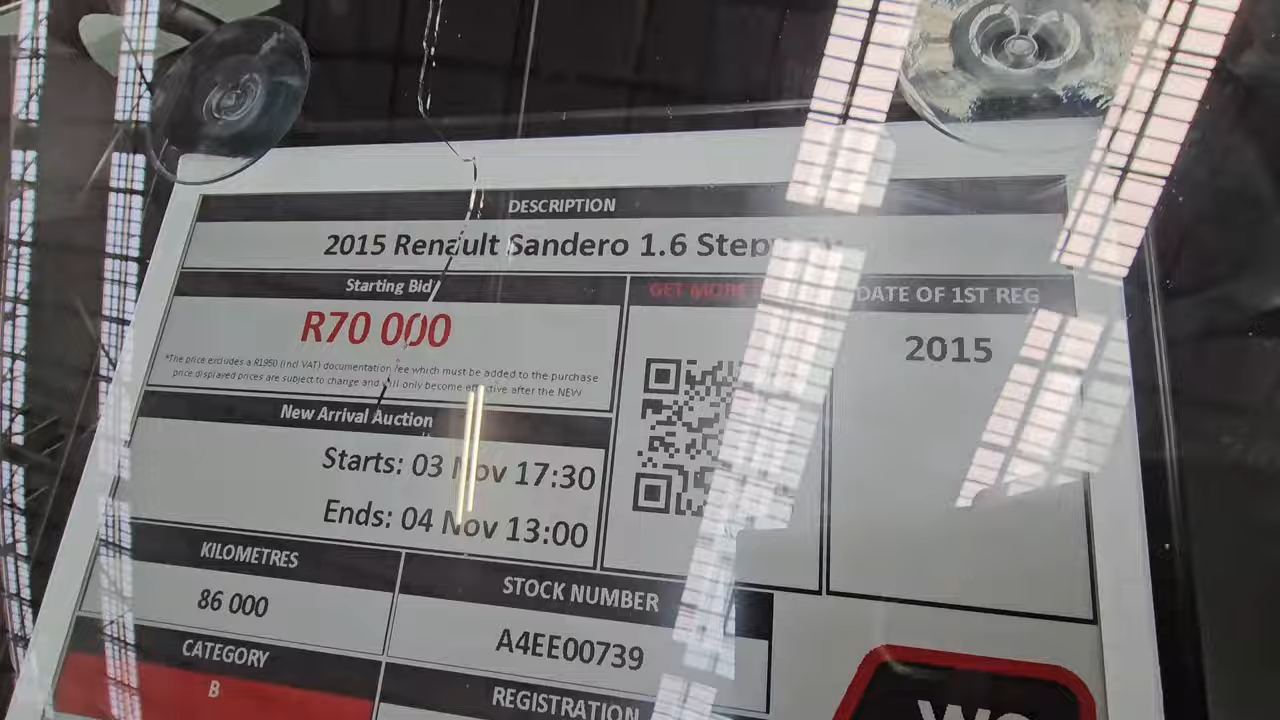 DESCRIPTION
2015 Renault Sandero 1.6
Starting Bid
R70 000
*The price excludes a R1950 (incl VAT) documentation fee which must be added to the purchase
price displayed prices are subject to change and will only become effective after the NEW
GET MORE
DATE OF 1ST REG
2015
New Arrival Auction
Starts: 03 Nov 17:30
Ends: 04 Nov 13:00
KILOMETRES
86 000
STOCK NUMBER
A4EE00739
CATEGORY
B
REGISTRATION